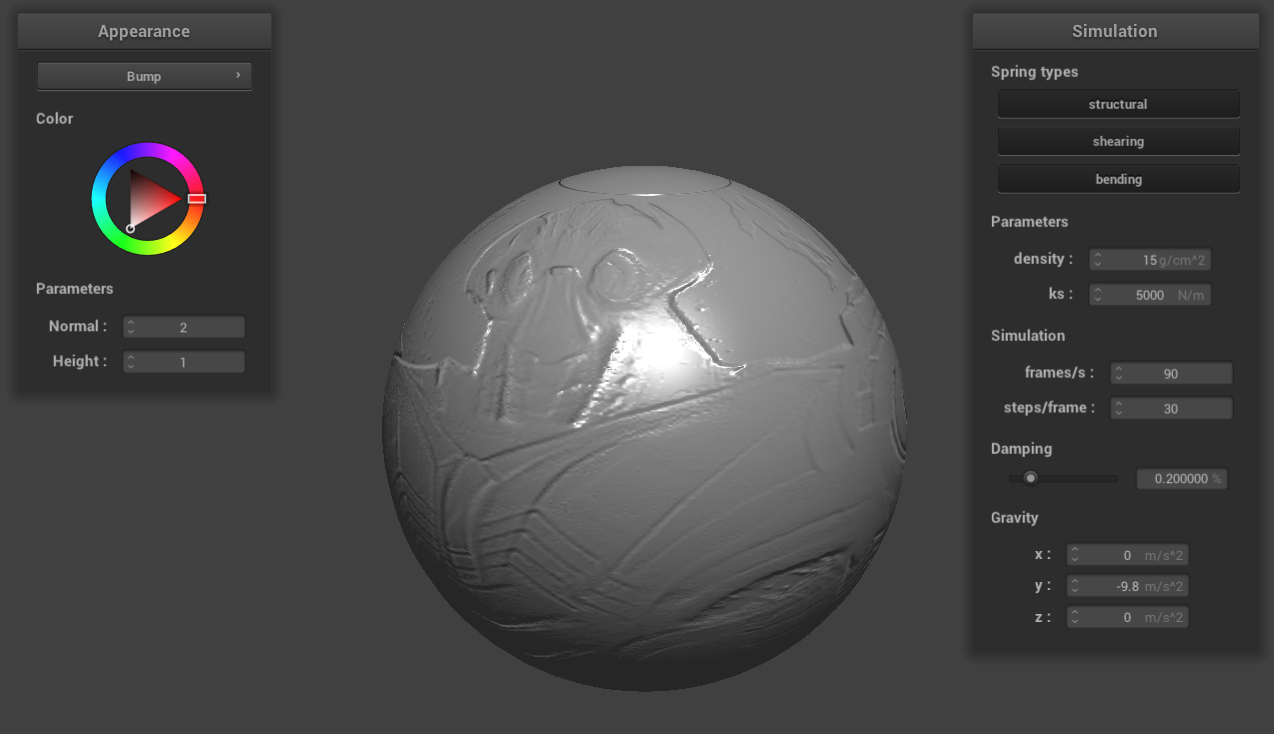 Appearance
Bump ›
Color
Parameters
Normal : 2
Height : 1
Simulation
Spring types
structural
shearing
bending
Parameters
density : 15 g/cm^2
ks : 5000 N/m
Simulation
frames/s : 90
steps/frame : 30
Damping
0.200000 %
Gravity
x : 0 m/s^2
y : -9.8 m/s^2
z : 0 m/s^2